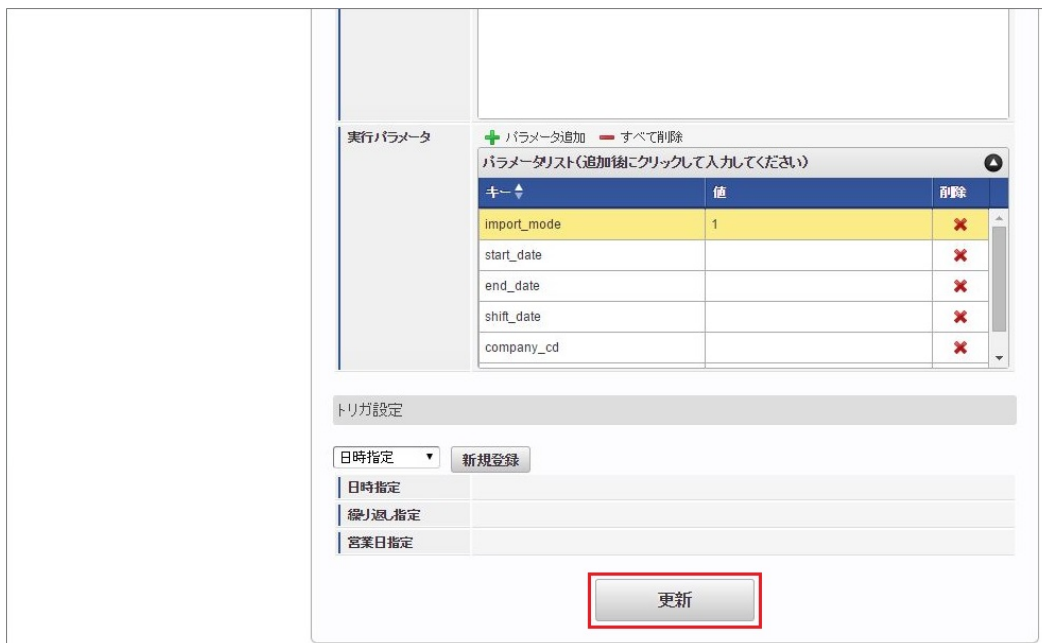 実行パラメータ
パラメータ追加 すべて削除
パラメータリスト(追加後にクリックして入力してください)
キー 値 削除
import_mode 1
start_date
end_date
shift_date
company_cd
トリガ設定
日時指定 新規登録
日時指定
繰り返し指定
営業日指定
更新